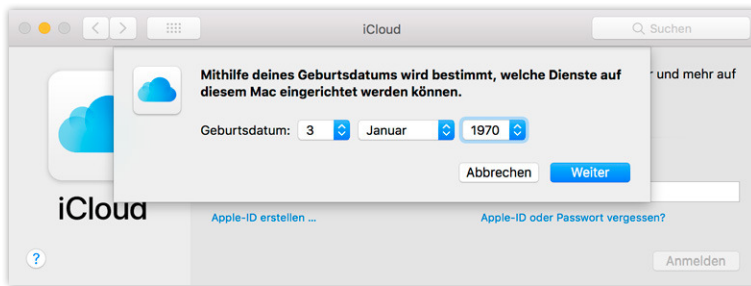 iCloud
Suchen
Mithilfe deines Geburtsdatums wird bestimmt, welche Dienste auf
diesem Mac eingerichtet werden können.
r und mehr auf
Geburtsdatum: 3 Januar 1970
Abbrechen Weiter
iCloud
Apple-ID erstellen ... Apple-ID oder Passwort vergessen?
? Anmelden